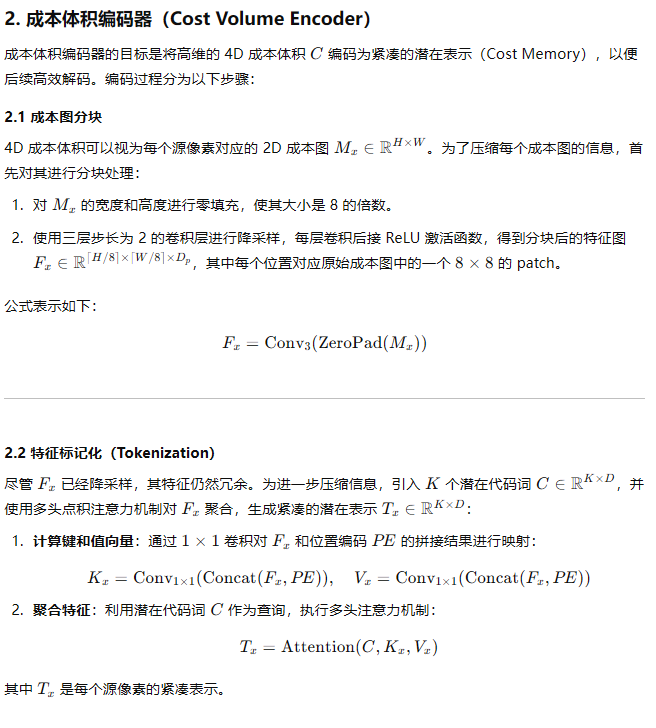 2. 成本体积编码器（Cost Volume Encoder）
成本体积编码器的目标是将高维的 4D 成本体积 C 编码为紧凑的潜在表示（Cost Memory），以便
后续高效解码。编码过程分为以下步骤：
2.1 成本图分块
4D 成本体积可以视为每个源像素对应的 2D 成本图 $M_x \in \mathbb{R}^{H \times W}$。为了压缩每个成本图的信息，首
先对其进行分块处理：
1. 对 $M_x$ 的宽度和高度进行零填充，使其大小是 8 的倍数。
2. 使用三层步长为 2 的卷积层进行降采样，每层卷积后接 ReLU 激活函数，得到分块后的特征图
$F_x \in \mathbb{R}^{\lceil H/8 \rceil \times \lceil W/8 \rceil \times D_p}$，其中每个位置对应原始成本图中的一个 $8 \times 8$ 的 patch。
公式表示如下：
$F_x = \mathrm{Conv}_3(\mathrm{ZeroPad}(M_x))$
2.2 特征标记化（Tokenization）
尽管 $F_x$ 已经降采样，其特征仍然冗余。为进一步压缩信息，引入 $K$ 个潜在代码词 $C \in \mathbb{R}^{K \times D}$，并
使用多头点积注意力机制对 $F_x$ 聚合，生成紧凑的潜在表示 $T_x \in \mathbb{R}^{K \times D}$：
1. 计算键和值向量：通过 $1 \times 1$ 卷积对 $F_x$ 和位置编码 $PE$ 的拼接结果进行映射：
$K_x = \mathrm{Conv}_{1 \times 1}(\mathrm{Concat}(F_x, PE)), \quad V_x = \mathrm{Conv}_{1 \times 1}(\mathrm{Concat}(F_x, PE))$
2. 聚合特征：利用潜在代码词 $C$ 作为查询，执行多头注意力机制：
$T_x = \mathrm{Attention}(C, K_x, V_x)$
其中 $T_x$ 是每个源像素的紧凑表示。